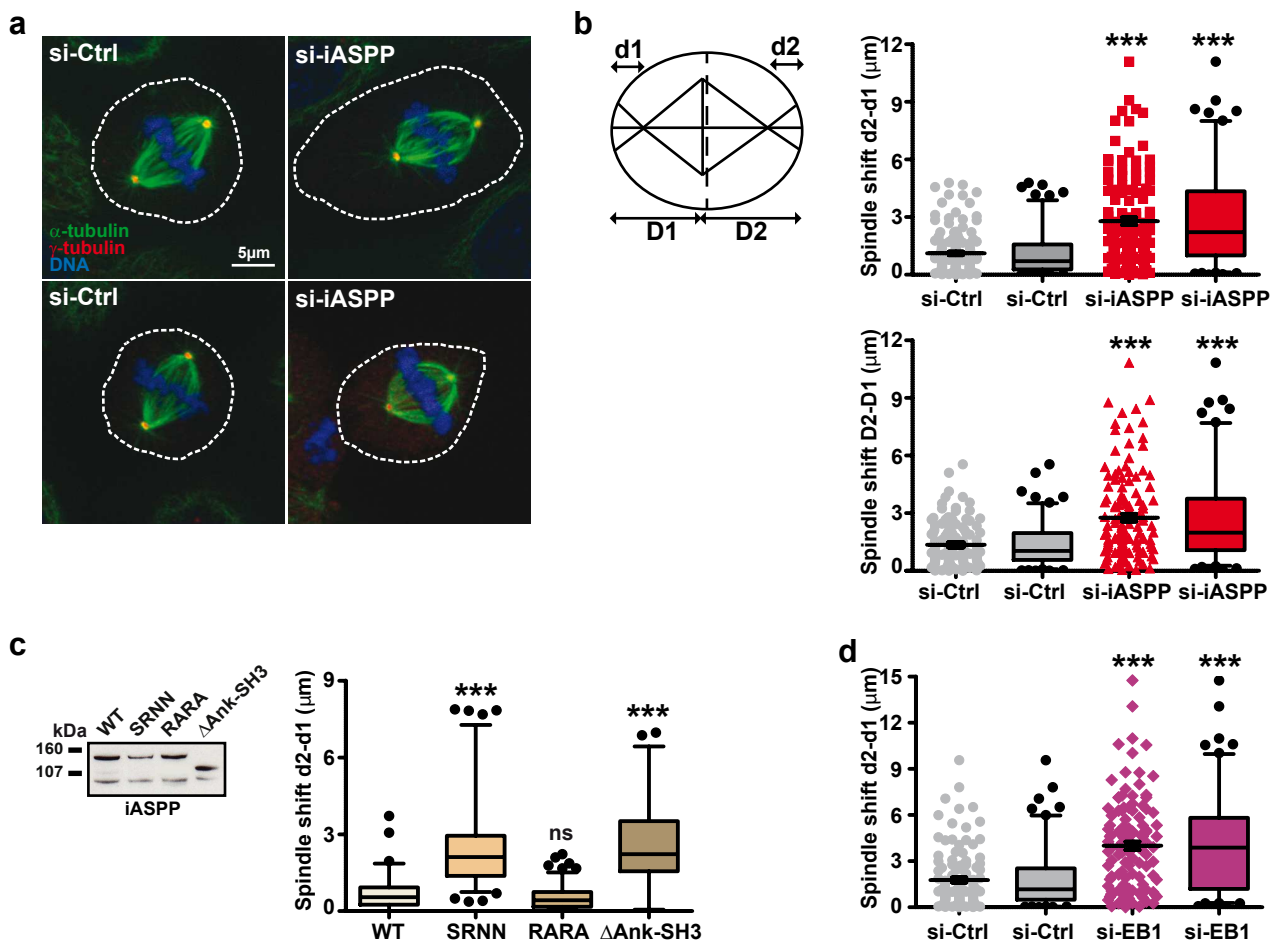 a
si-Ctrl
si-iASPP
α-tubulin
γ-tubulin
DNA
5μm
si-Ctrl
si-iASPP
b
d1
d2
D1
D2
Spindle shift d2-d1 (μm)
12
9
6
3
0
***
***
si-Ctrl
si-Ctrl
si-iASPP
si-iASPP
Spindle shift D2-D1 (μm)
12
9
6
3
0
***
***
si-Ctrl
si-Ctrl
si-iASPP
si-iASPP
c
kDa
WT
SRNN
RARA
ΔAnk-SH3
160
107
iASPP
Spindle shift d2-d1 (μm)
9
6
3
0
***
ns
***
WT
SRNN
RARA
ΔAnk-SH3
d
Spindle shift d2-d1 (μm)
15
12
9
6
3
0
***
***
si-Ctrl
si-Ctrl
si-EB1
si-EB1